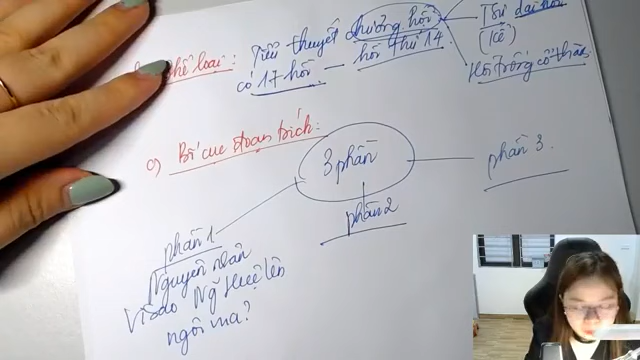 Thể loại: Tiểu thuyết chương hồi
có 17 hồi – hồi thứ 14
(kể)
Hồi trống cổ thành
c) Bố cục đoạn trích:
3 phần
phần 3.
phần 2
phần 1
Nguyên nhân
Vì sao Ng Huệ lên
ngôi vua?